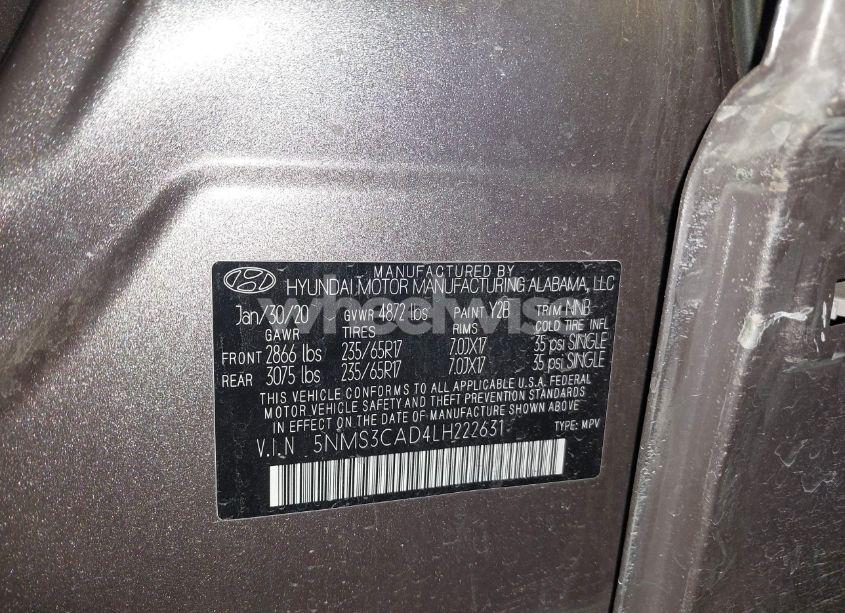 MANUFACTURED BY
HYUNDAI MOTOR MANUFACTURING ALABAMA, LLC
Jan/30/20 GVWR 4872 lbs PAINT Y2B TRIM NNB
GAWR TIRES RIMS COLD TIRE INFL
FRONT 2866 lbs 235/65R17 7.0JX17 35 psi SINGLE
REAR 3075 lbs 235/65R17 7.0JX17 35 psi SINGLE
THIS VEHICLE CONFORMS TO ALL APPLICABLE U.S.A. FEDERAL
MOTOR VEHICLE SAFETY AND THEFT PREVENTION STANDARDS
IN EFFECT ON THE DATE OF MANUFACTURE SHOWN ABOVE
V.I.N 5NMS3CAD4LH222631 TYPE: MPV
wheelwise